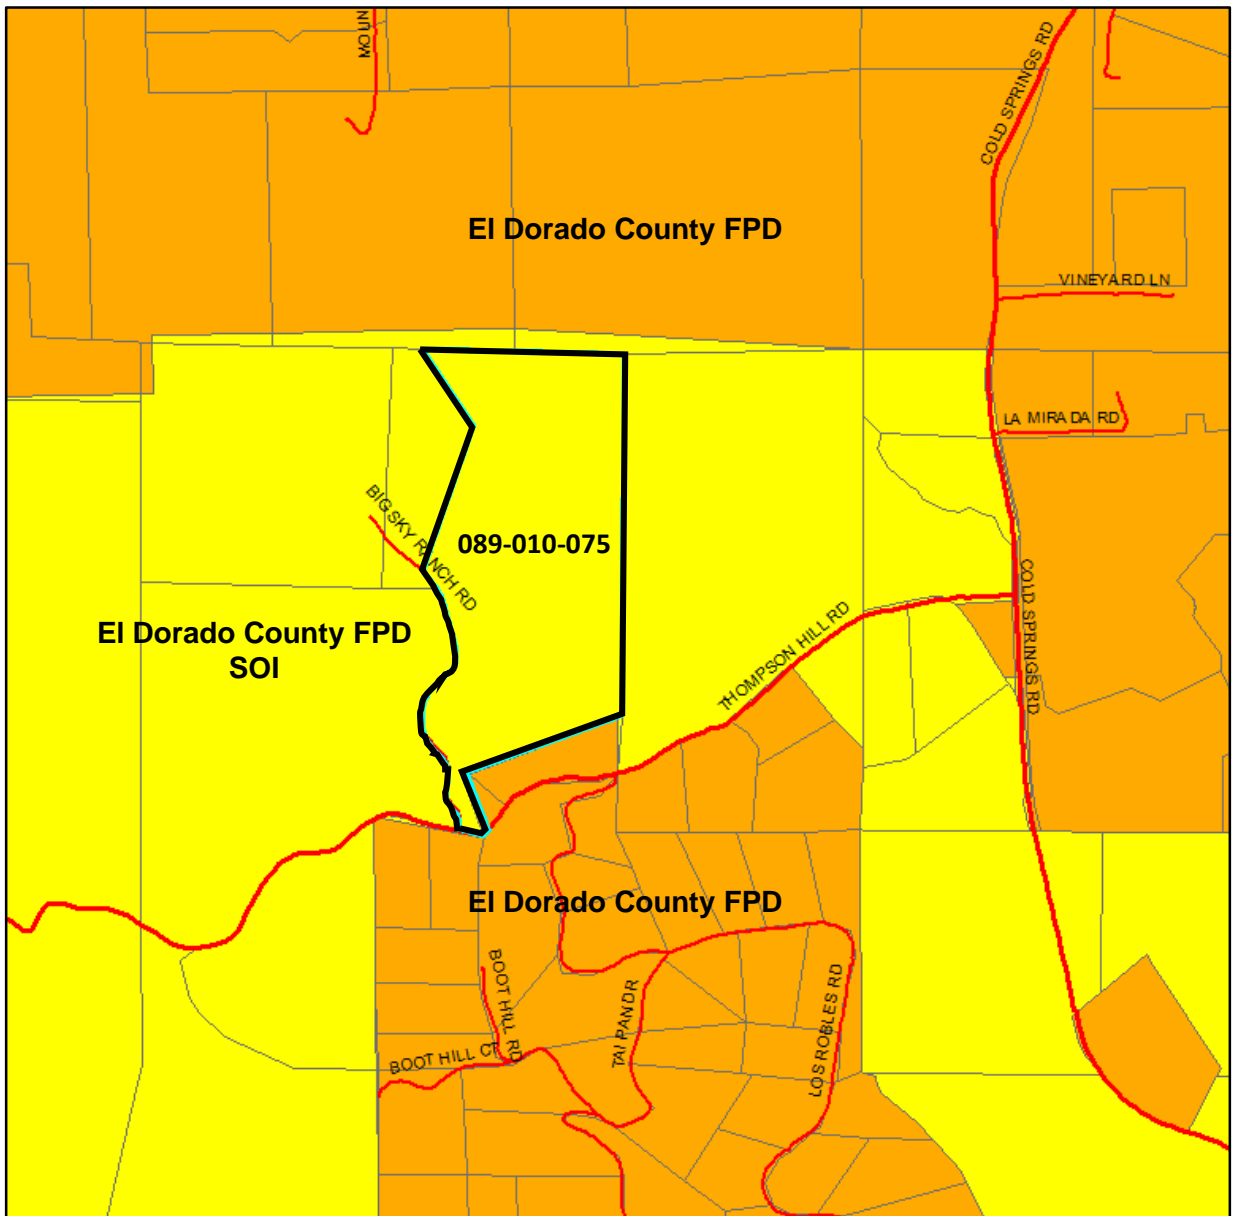 MOUN
COLD SPRINGS RD
El Dorado County FPD
VINEYARD LN
LA MIRADA RD
BIG SKY RANCH RD
089-010-075
COLD SPRINGS RD
THOMPSON HILL RD
El Dorado County FPD
SOI
El Dorado County FPD
BOOT HILL RD
TAI PAN DR
LOS ROBLES RD
BOOT HILL CT